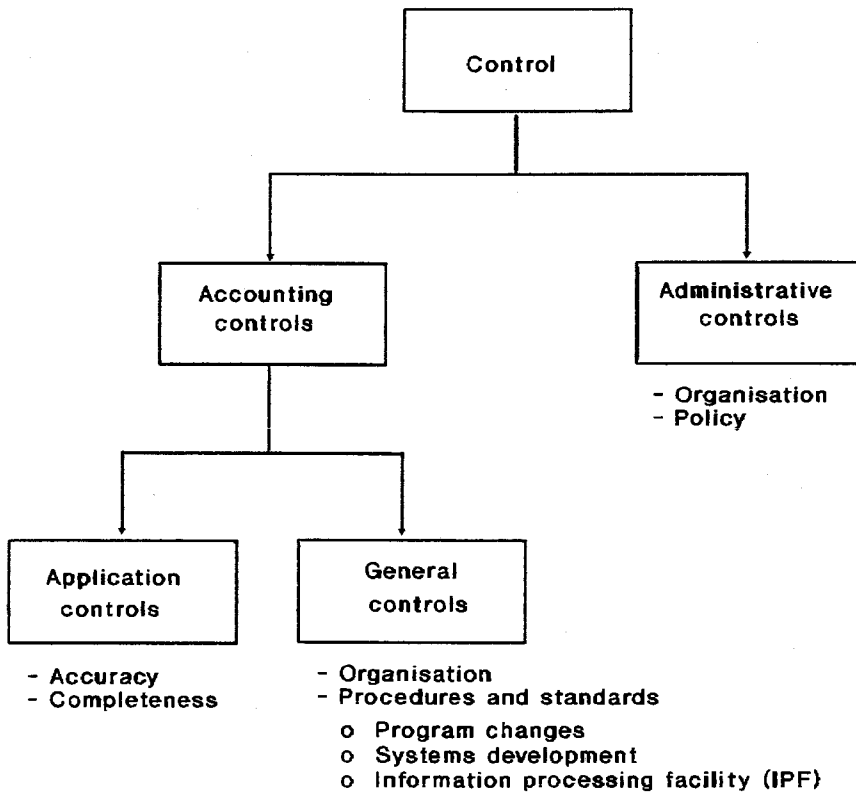 Control
Accounting
controls
Administrative
controls
- Organisation
- Policy
Application
controls
General
controls
- Accuracy
- Completeness
- Organisation
- Procedures and standards
o Program changes
o Systems development
o Information processing facility (IPF)